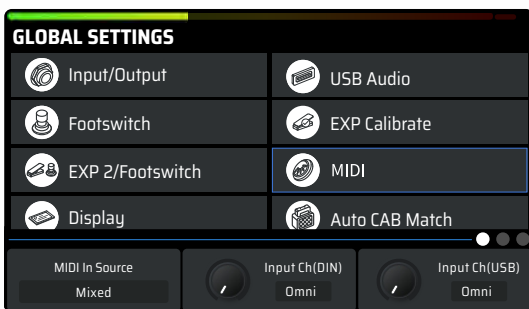 GLOBAL SETTINGS
Input/Output
USB Audio
Footswitch
EXP Calibrate
EXP 2/Footswitch
MIDI
Display
Auto CAB Match
MIDI In Source
Mixed
Input Ch(DIN)
Omni
Input Ch(USB)
Omni